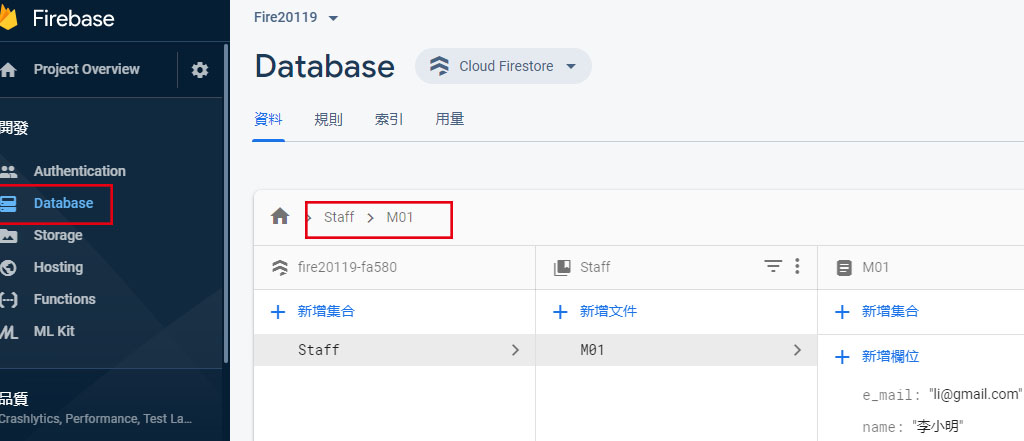 Firebase
Project Overview
開發
Authentication
Database
Storage
Hosting
Functions
ML Kit
品質
Crashlytics, Performance, Test La...
Fire20119
Database
Cloud Firestore
資料 規則 索引 用量
Staff > M01
fire20119-fa580
新增集合
Staff
Staff
新增文件
M01
M01
新增集合
新增欄位
e_mail: "li@gmail.com"
name: "李小明"